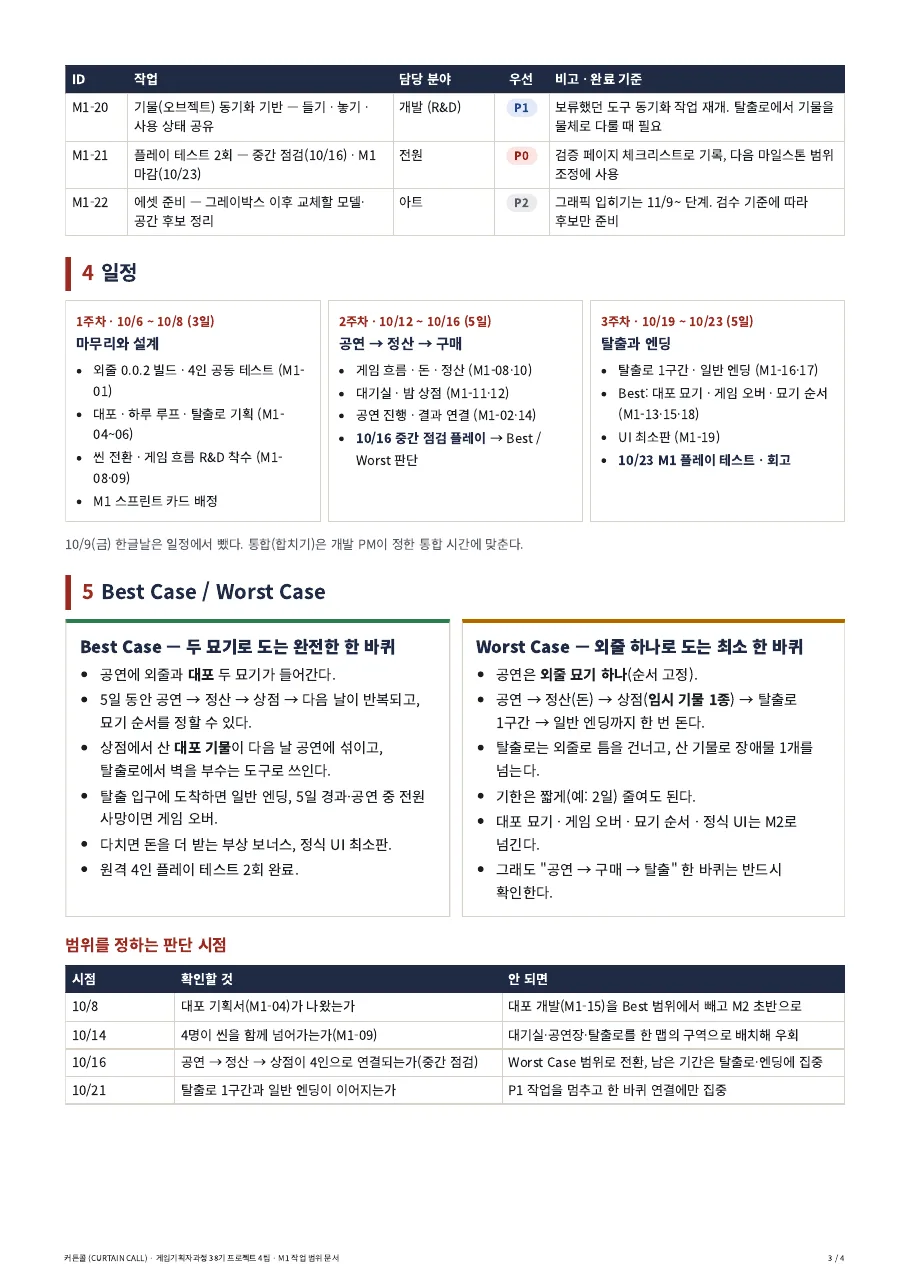 ID 작업 담당 분야 우선 비고 · 완료 기준
M1-20 기물(오브젝트) 동기화 기반 — 들기 · 놓기 · 개발 (R&D) P1 보류했던 도구 동기화 작업 재개. 탈출로에서 기물을
사용 상태 공유 물체로 다룰 때 필요
M1-21 플레이 테스트 2회 — 중간 점검(10/16) · M1 전원 P0 검증 페이지 체크리스트로 기록, 다음 마일스톤 범위
마감(10/23) 조정에 사용
M1-22 에셋 준비 — 그레이박스 이후 교체할 모델· 아트 P2 그래픽 입히기는 11/9~ 단계. 검수 기준에 따라
공간 후보 정리 후보만 준비
4 일정
1주차 · 10/6 ~ 10/8 (3일)
마무리와 설계
• 외줄 0.0.2 빌드 · 4인 공동 테스트 (M1-
01)
• 대포 · 하루 루프 · 탈출로 기획 (M1-
04~06)
• 씬 전환 · 게임 흐름 R&D 착수 (M1-
08·09)
• M1 스프린트 카드 배정
2주차 · 10/12 ~ 10/16 (5일)
공연 → 정산 → 구매
• 게임 흐름 · 돈 · 정산 (M1-08·10)
• 대기실 · 밤 상점 (M1-11·12)
• 공연 진행 · 결과 연결 (M1-02·14)
• 10/16 중간 점검 플레이 → Best /
Worst 판단
3주차 · 10/19 ~ 10/23 (5일)
탈출과 엔딩
• 탈출로 1구간 · 일반 엔딩 (M1-16·17)
• Best: 대포 묘기 · 게임 오버 · 묘기 순서
(M1-13·15·18)
• UI 최소판 (M1-19)
• 10/23 M1 플레이 테스트 · 회고
10/9(금) 한글날은 일정에서 뺐다. 통합(합치기)은 개발 PM이 정한 통합 시간에 맞춘다.
5 Best Case / Worst Case
Best Case — 두 묘기로 도는 완전한 한 바퀴
• 공연에 외줄과 대포 두 묘기가 들어간다.
• 5일 동안 공연 → 정산 → 상점 → 다음 날이 반복되고,
묘기 순서를 정할 수 있다.
• 상점에서 산 대포 기물이 다음 날 공연에 섞이고,
탈출로에서 벽을 부수는 도구로 쓰인다.
• 탈출 입구에 도착하면 일반 엔딩, 5일 경과·공연 중 전원
사망이면 게임 오버.
• 다치면 돈을 더 받는 부상 보너스, 정식 UI 최소판.
• 원격 4인 플레이 테스트 2회 완료.
Worst Case — 외줄 하나로 도는 최소 한 바퀴
• 공연은 외줄 묘기 하나(순서 고정).
• 공연 → 정산(돈) → 상점(임시 기물 1종) → 탈출로
1구간 → 일반 엔딩까지 한 번 돈다.
• 탈출로는 외줄로 틈을 건너고, 산 기물로 장애물 1개를
넘는다.
• 기한은 짧게(예: 2일) 줄여도 된다.
• 대포 묘기 · 게임 오버 · 묘기 순서 · 정식 UI는 M2로
넘긴다.
• 그래도 "공연 → 구매 → 탈출" 한 바퀴는 반드시
확인한다.
범위를 정하는 판단 시점
시점 확인할 것 안 되면
10/8 대포 기획서(M1-04)가 나왔는가 대포 개발(M1-15)을 Best 범위에서 빼고 M2 초반으로
10/14 4명이 씬을 함께 넘어가는가(M1-09) 대기실·공연장·탈출로를 한 맵의 구역으로 배치해 우회
10/16 공연 → 정산 → 상점이 4인으로 연결되는가(중간 점검) Worst Case 범위로 전환, 남은 기간은 탈출로·엔딩에 집중
10/21 탈출로 1구간과 일반 엔딩이 이어지는가 P1 작업을 멈추고 한 바퀴 연결에만 집중
커튼콜 (CURTAIN CALL) · 게임기획자과정 38기 프로젝트 4팀 · M1 작업 범위 문서 3 / 4